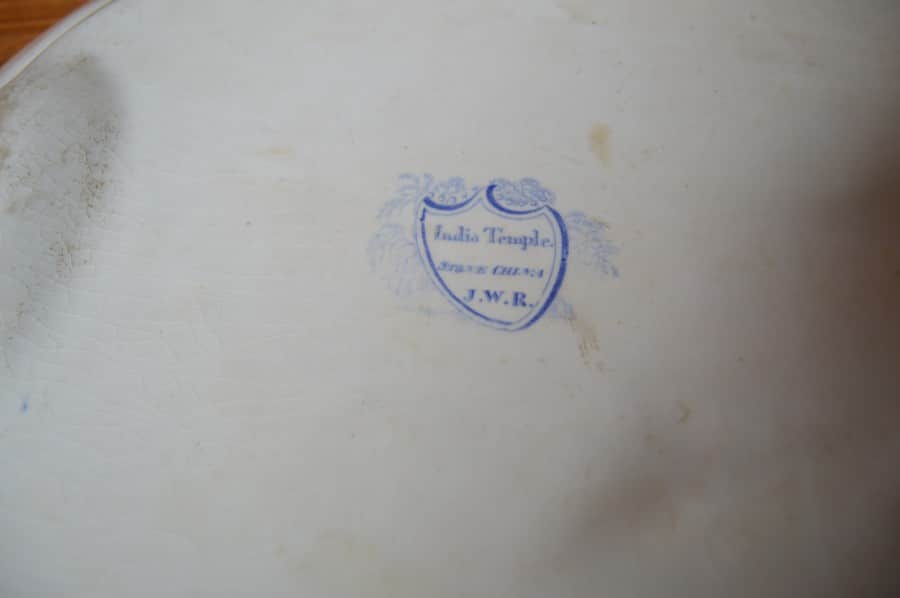 India Temple.
STONE CHINA
J.W.R.